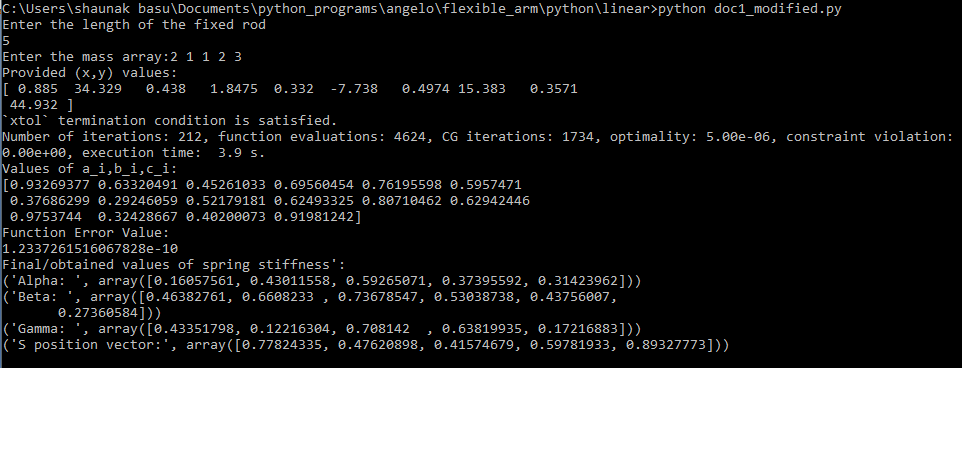 C:\Users\shaunak basu\Documents\python_programs\angelo\flexible_arm\python\linear>python doc1_modified.py
Enter the length of the fixed rod
5
Enter the mass array:2 1 1 2 3
Provided (x,y) values:
[ 0.885  34.329   0.438   1.8475  0.332  -7.738   0.4974 15.383   0.3571
 44.932 ]
`xtol` termination condition is satisfied.
Number of iterations: 212, function evaluations: 4624, CG iterations: 1734, optimality: 5.00e-06, constraint violation:
0.00e+00, execution time:  3.9 s.
Values of a_i,b_i,c_i:
[0.93269377 0.63320491 0.45261033 0.69560454 0.76195598 0.5957471
 0.37686299 0.29246059 0.52179181 0.62493325 0.80710462 0.62942446
 0.9753744  0.32428667 0.40200073 0.91981242]
Function Error Value:
1.2337261516067828e-10
Final/obtained values of spring stiffness':
('Alpha: ', array([0.16057561, 0.43011558, 0.59265071, 0.37395592, 0.31423962]))
('Beta: ', array([0.46382761, 0.6608233 , 0.73678547, 0.53038738, 0.43756007,
       0.27360584]))
('Gamma: ', array([0.43351798, 0.12216304, 0.708142  , 0.63819935, 0.17216883]))
('S position vector:', array([0.77824335, 0.47620898, 0.41574679, 0.59781933, 0.89327773]))